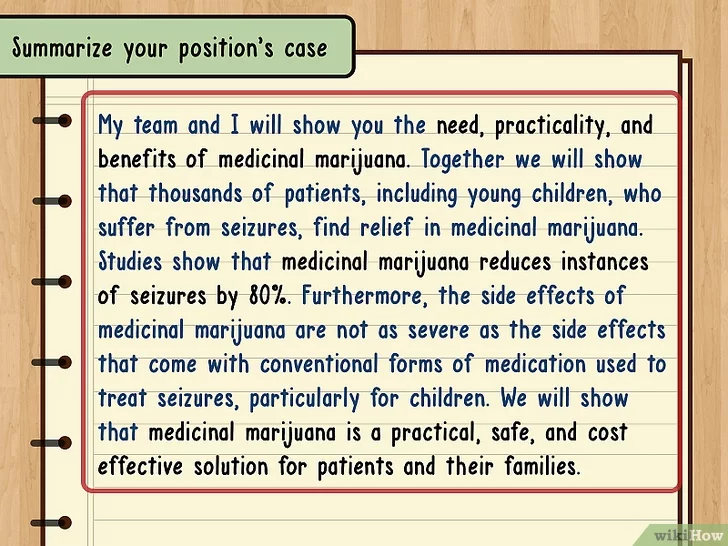 Summarize your position's case
My team and I will show you the need, practicality, and
benefits of medicinal marijuana. Together we will show
that thousands of patients, including young children, who
suffer from seizures, find relief in medicinal marijuana.
Studies show that medicinal marijuana reduces instances
of seizures by 80%. Furthermore, the side effects of
medicinal marijuana are not as severe as the side effects
that come with conventional forms of medication used to
treat seizures, particularly for children. We will show
that medicinal marijuana is a practical, safe, and cost
effective solution for patients and their families.
wikiHow